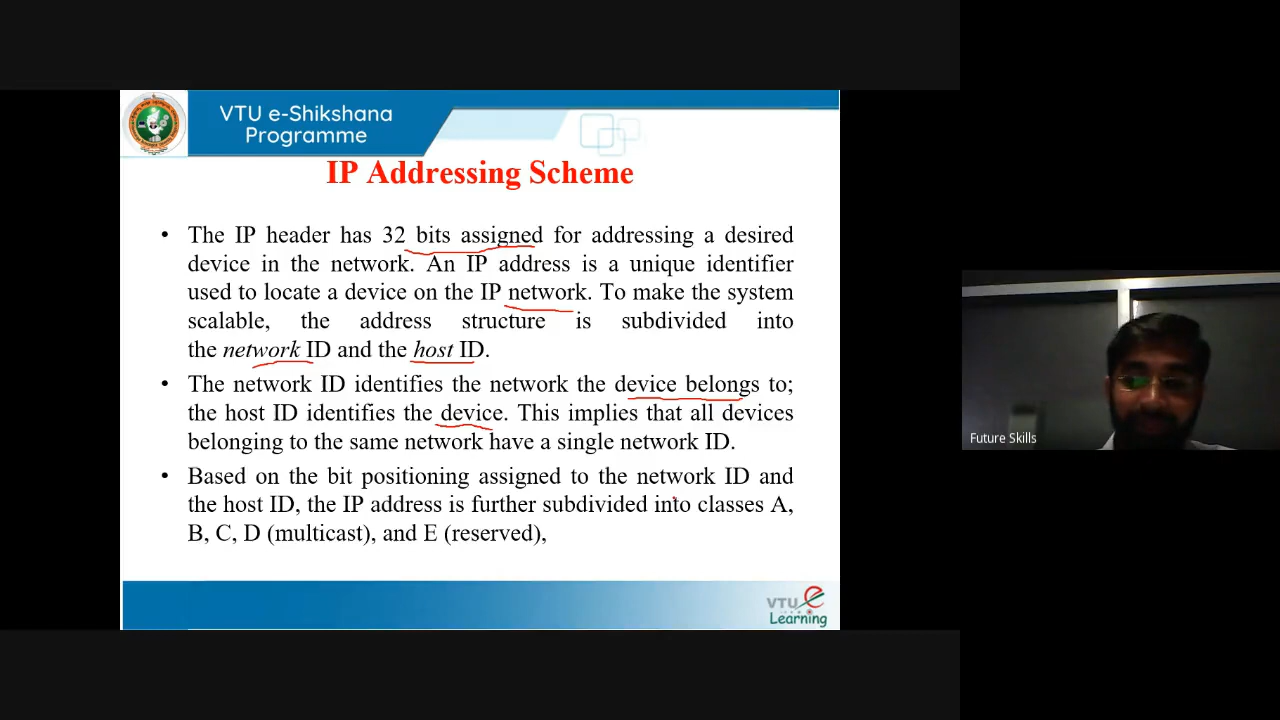 VTU e-Shikshana
Programme
IP Addressing Scheme
• The IP header has 32 bits assigned for addressing a desired
device in the network. An IP address is a unique identifier
used to locate a device on the IP network. To make the system
scalable, the address structure is subdivided into
the network ID and the host ID.
• The network ID identifies the network the device belongs to;
the host ID identifies the device. This implies that all devices
belonging to the same network have a single network ID.
• Based on the bit positioning assigned to the network ID and
the host ID, the IP address is further subdivided into classes A,
B, C, D (multicast), and E (reserved),
VTU e
Learning
Future Skills